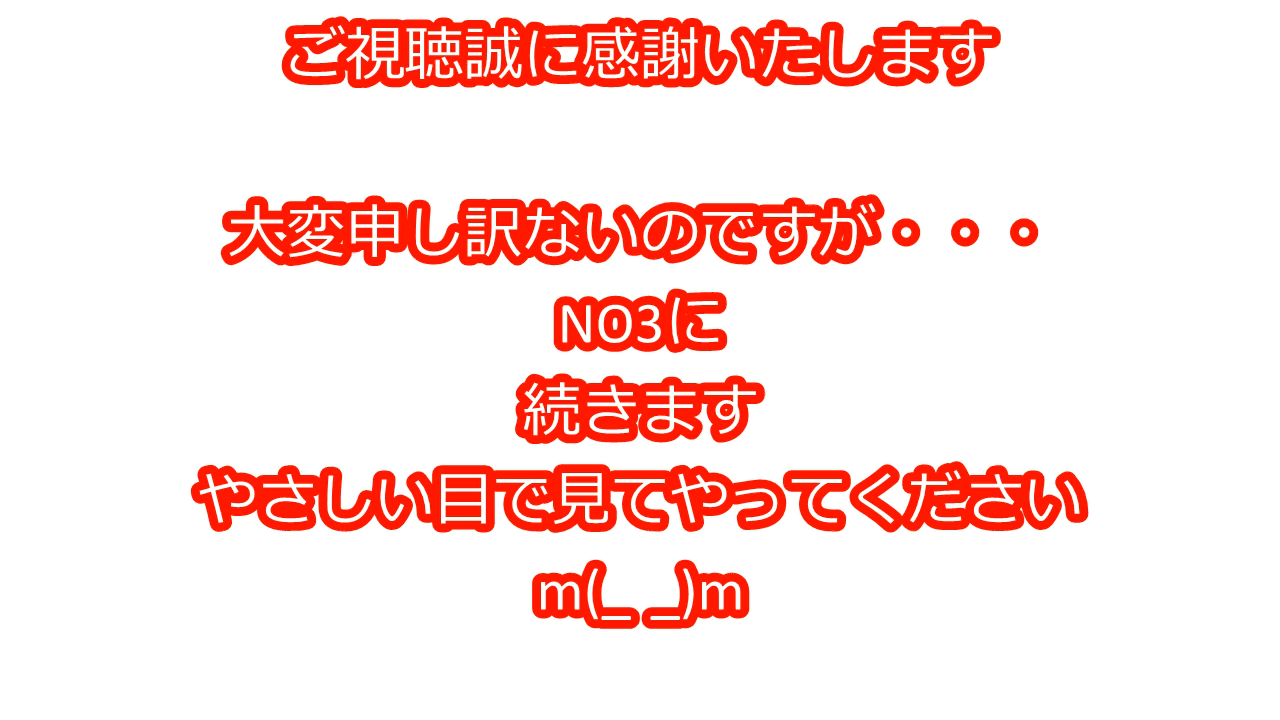 ご視聴誠に感謝いたします
大変申し訳ないのですが・・・
NO3に
続きます
やさしい目で見てやってください
m(_ _)m